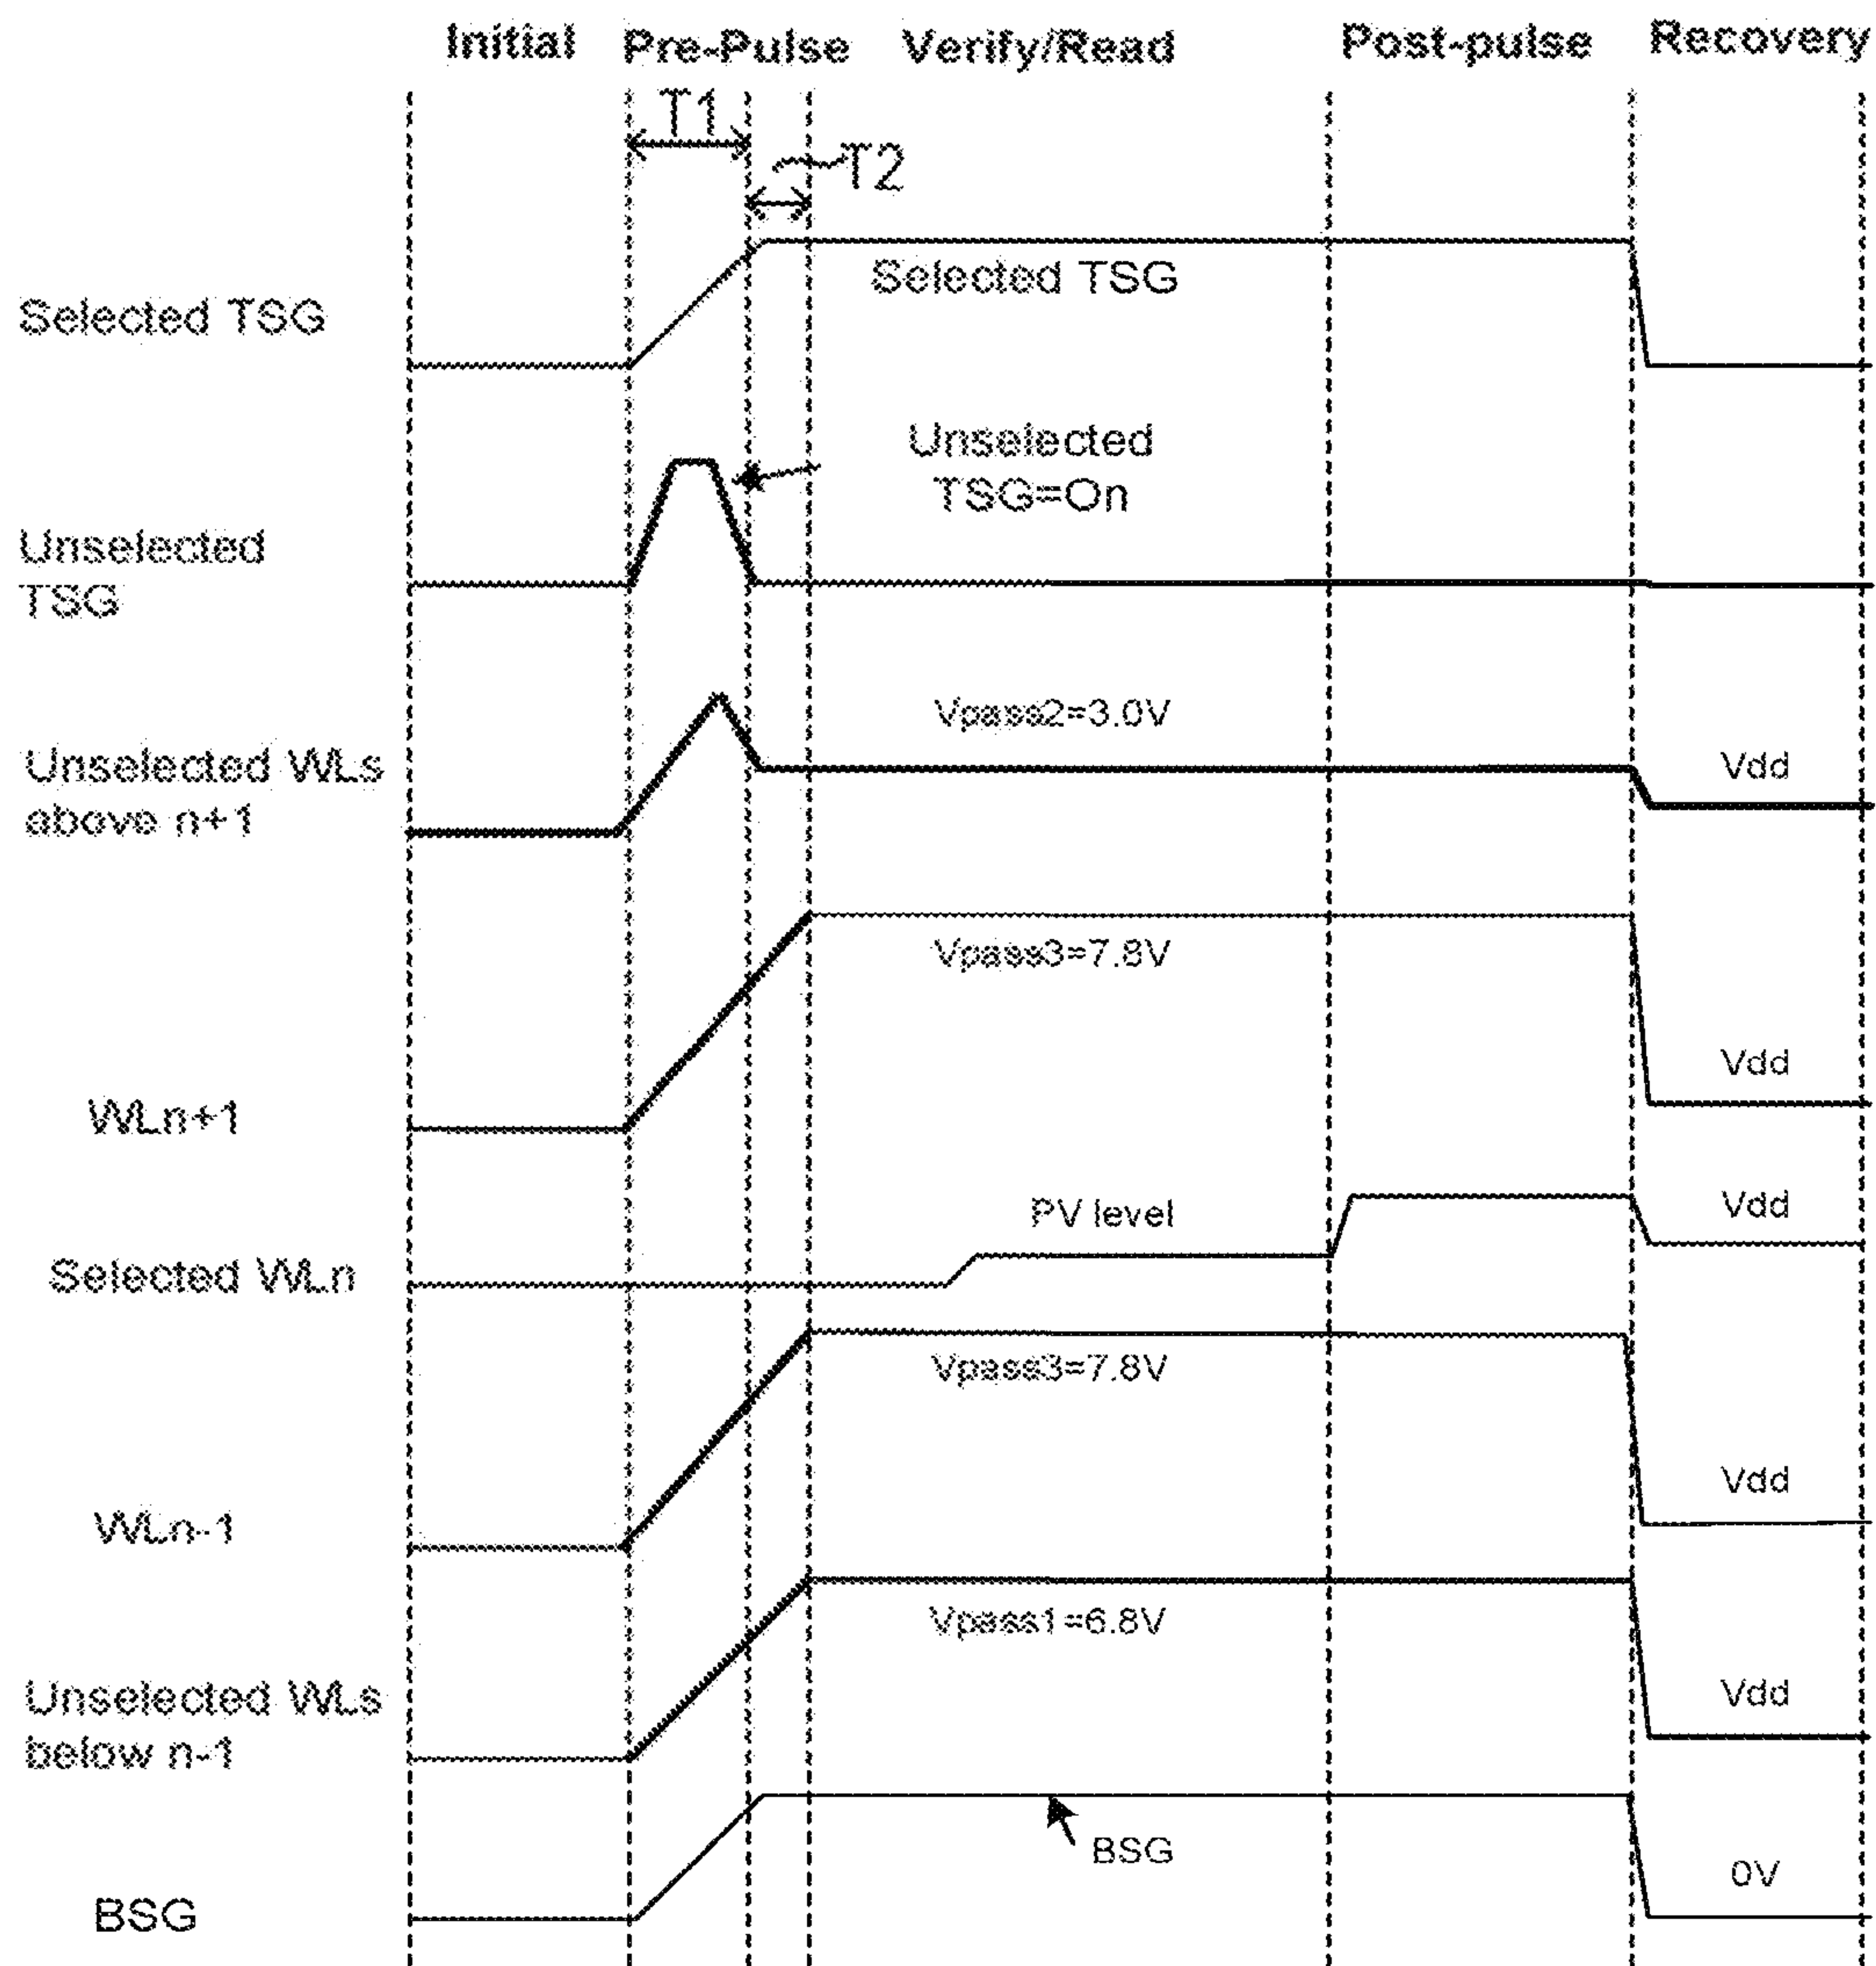 Initial Pre-Pulse Verify/Read Post-pulse Recovery
T1
T2
Selected TSG
Selected TSG
Unselected
TSG=On
Unselected
TSG
Vpass2=3.0V
Unselected WLs
above n+1
Vdd
Vpass3=7.8V
Vdd
WLn+1
PV level
Vdd
Selected WLn
Vpass3=7.8V
Vdd
WLn-1
Vpass1=6.8V
Unselected WLs
below n-1
Vdd
BSG
0V
BSG